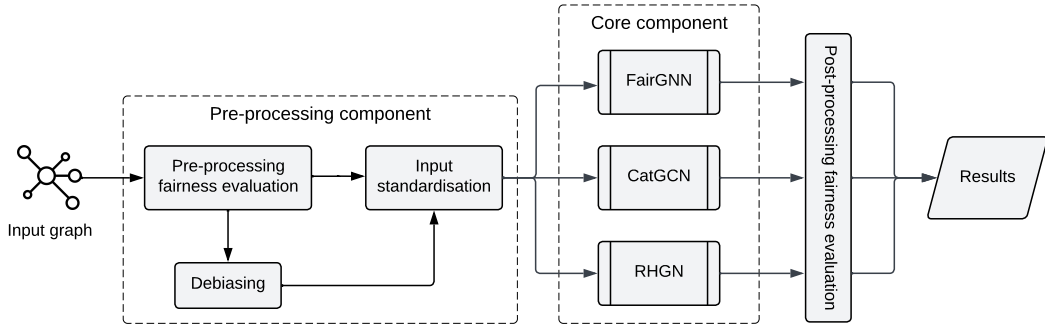 Input graph
Pre-processing component
Pre-processing
fairness evaluation
Input
standardisation
Debiasing
Core component
FairGNN
CatGCN
RHGN
Post-processing fairness evaluation
Results